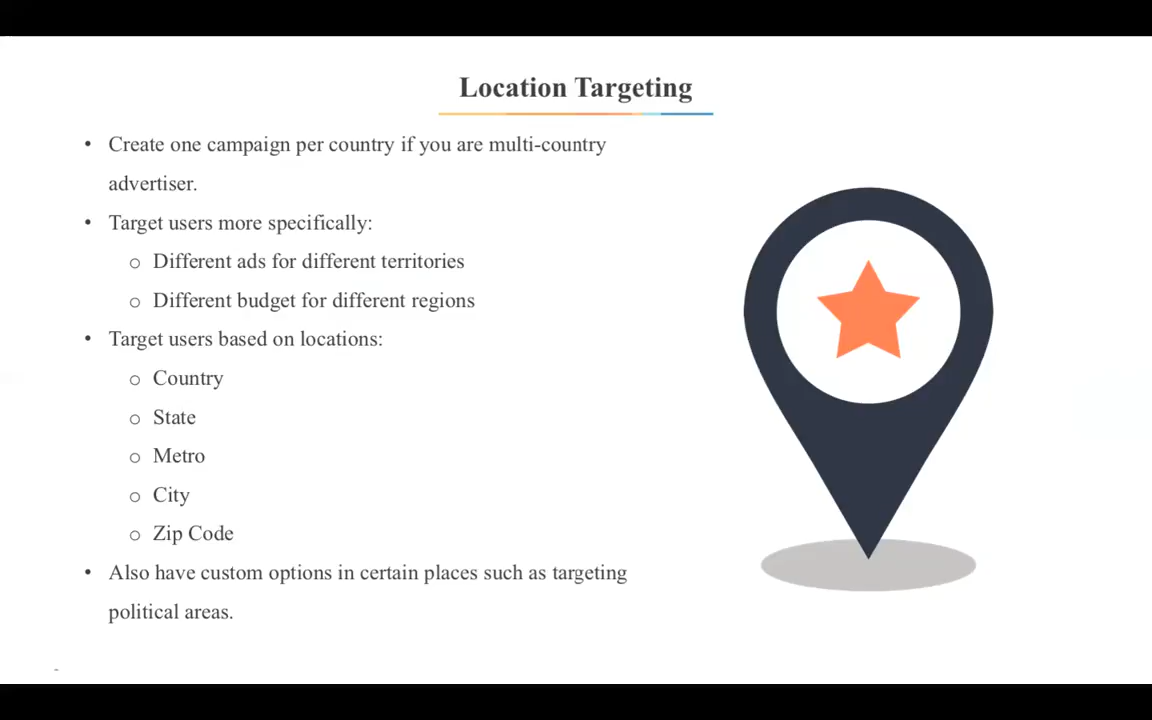 Location Targeting
• Create one campaign per country if you are multi-country
advertiser.
• Target users more specifically:
o Different ads for different territories
o Different budget for different regions
• Target users based on locations:
o Country
o State
o Metro
o City
o Zip Code
• Also have custom options in certain places such as targeting
political areas.